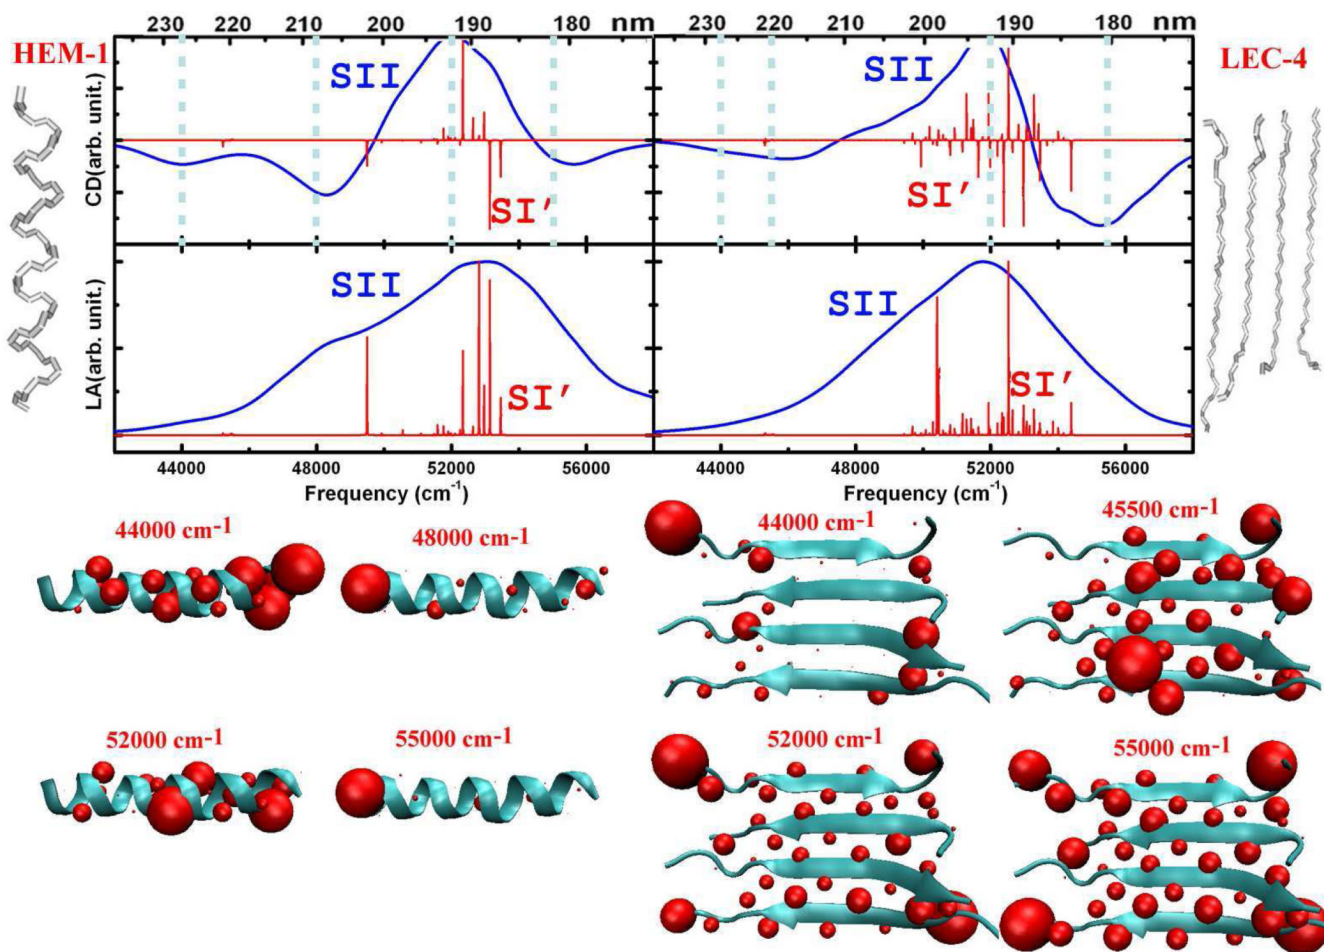 230 220 210 200 190 180 nm
230 220 210 200 190 180 nm
HEM-1
LEC-4
CD(arb. unit.)
SII
SI’
SII
SI’
LA(arb. unit.)
SII
SI’
SII
SI’
44000 48000 52000 56000
44000 48000 52000 56000
Frequency (cm-1)
Frequency (cm-1)
44000 cm-1
48000 cm-1
44000 cm-1
45500 cm-1
52000 cm-1
55000 cm-1
52000 cm-1
55000 cm-1